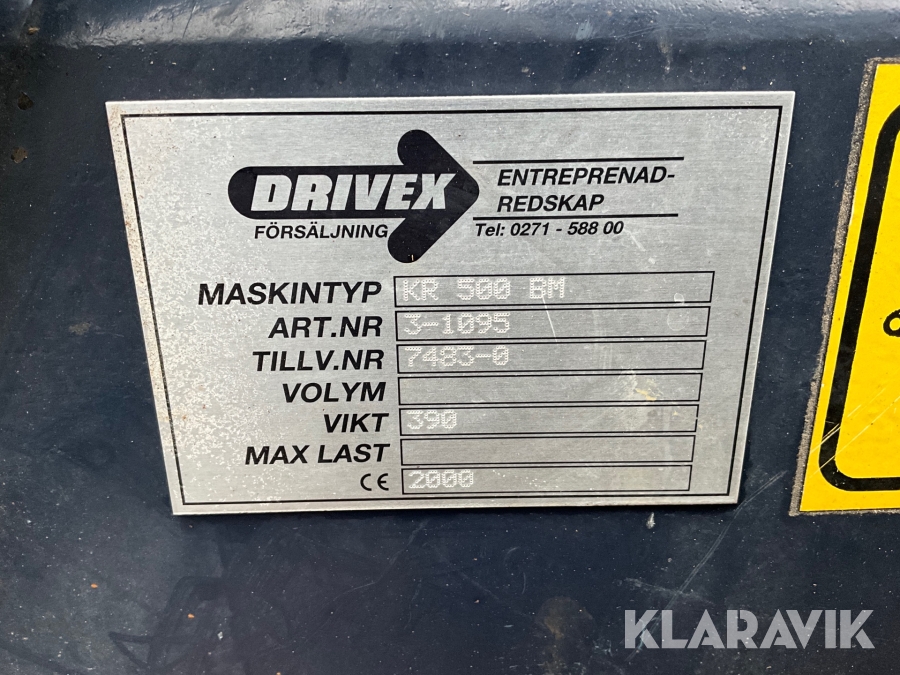 DRIVEX
FÖRSÄLJNING
ENTREPRENAD-
REDSKAP
Tel: 0271 - 588 00
MASKINTYP KR 500 BM
ART.NR 3-1095
TILLV.NR 7483-0
VOLYM
VIKT 390
MAX LAST
CE 2000
KLARAVIK